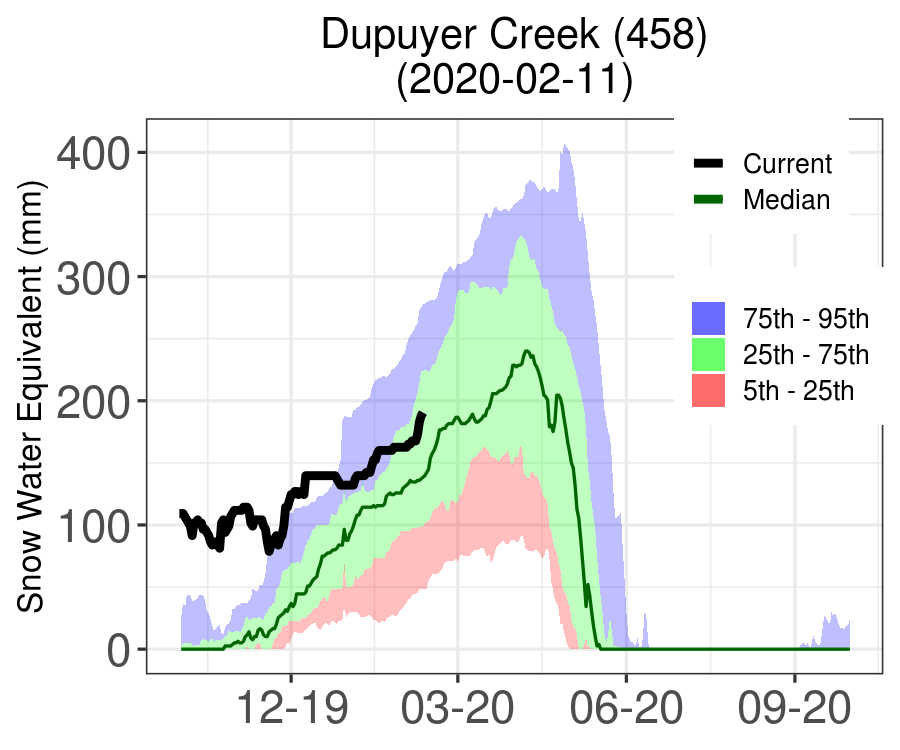 Dupuyer Creek (458)
(2020-02-11)
Snow Water Equivalent (mm)
400
300
200
100
0
12-19
03-20
06-20
09-20
Current
Median
75th - 95th
25th - 75th
5th - 25th